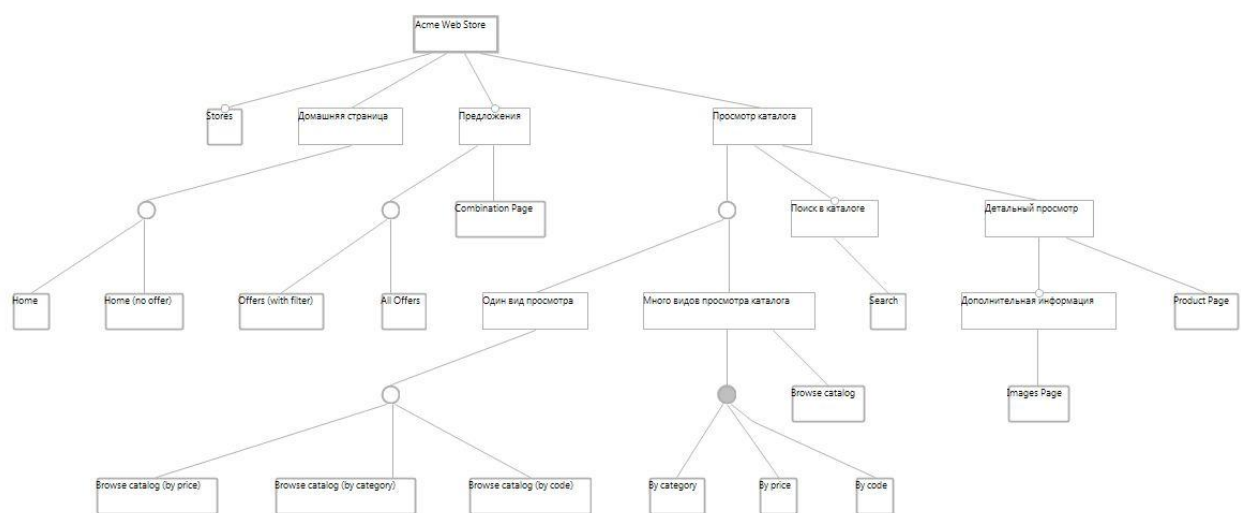 Acme Web Store
Stores
Домашняя страница
Предложения
Просмотр каталога
Combination Page
Поиск в каталоге
Детальный просмотр
Home
Home (no offer)
Offers (with filter)
All Offers
Один вид просмотра
Много видов просмотра каталога
Search
Дополнительная информация
Product Page
Browse catalog
Images Page
Browse catalog (by price)
Browse catalog (by category)
Browse catalog (by code)
By category
By price
By code